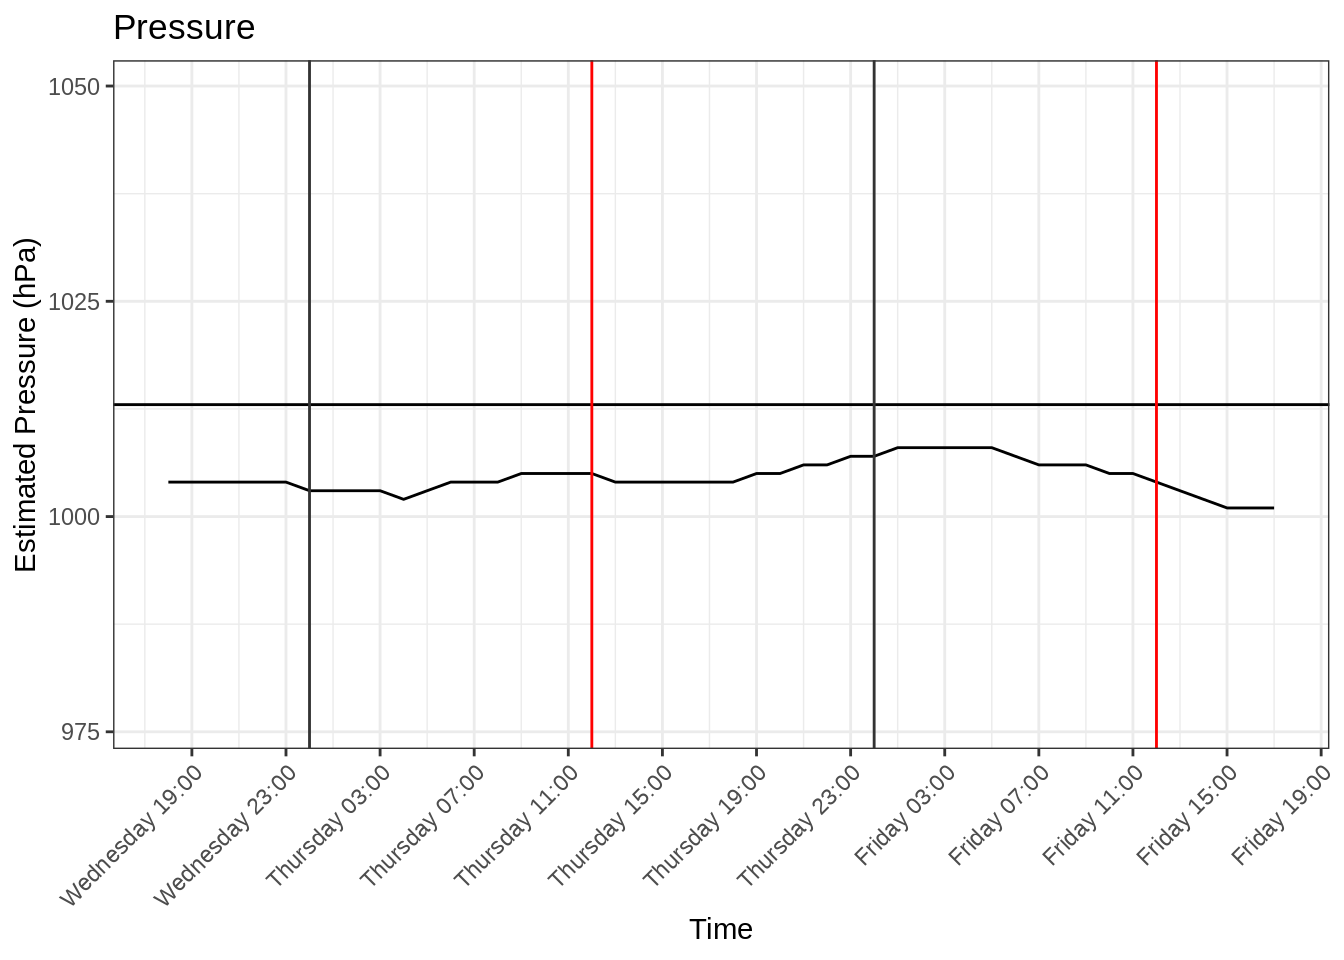 Pressure
Estimated Pressure (hPa)
1050
1025
1000
975
Wednesday 19:00
Wednesday 23:00
Thursday 03:00
Thursday 07:00
Thursday 11:00
Thursday 15:00
Thursday 19:00
Thursday 23:00
Friday 03:00
Friday 07:00
Friday 11:00
Friday 15:00
Friday 19:00
Time